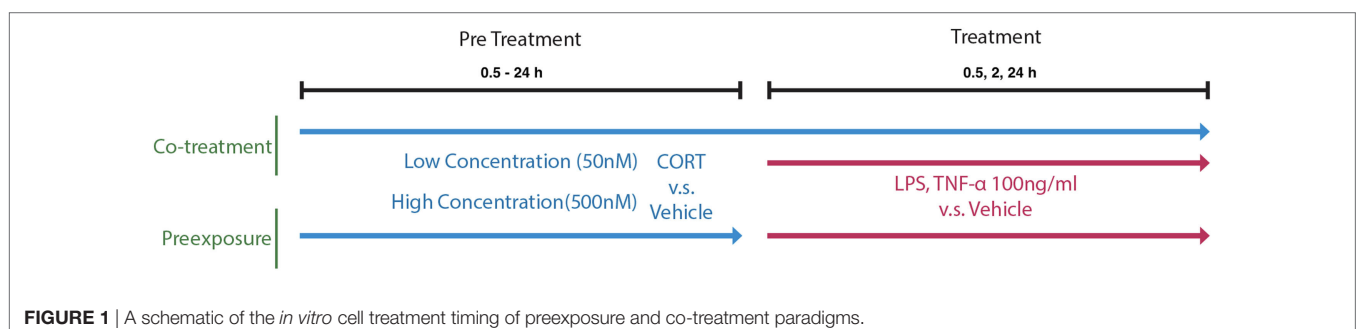 Pre Treatment
Treatment
0.5 - 24 h
0.5, 2, 24 h
Co-treatment
Low Concentration (50nM)
High Concentration(500nM)
CORT
v.s.
Vehicle
LPS, TNF-α 100ng/ml
v.s. Vehicle
Preexposure
FIGURE 1 | A schematic of the in vitro cell treatment timing of preexposure and co-treatment paradigms.